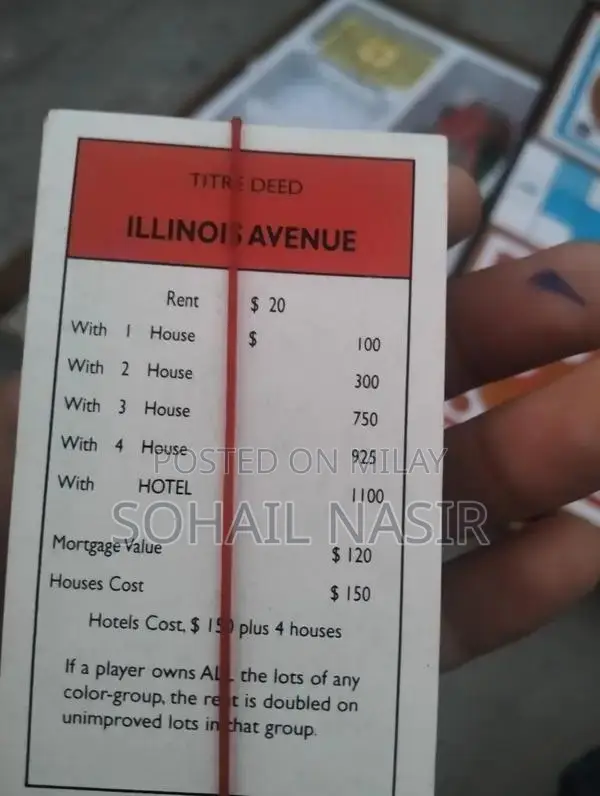 TITRE DEED
ILLINOIS AVENUE
Rent $ 20
With 1 House $ 100
With 2 House 300
With 3 House 750
With 4 House 925
With HOTEL 1100
POSTED ON MILAY
SOHAIL NASIR
Mortgage Value $ 120
Houses Cost $ 150
Hotels Cost, $ 150 plus 4 houses
If a player owns ALL the lots of any
color-group, the rent is doubled on
unimproved lots in that group.